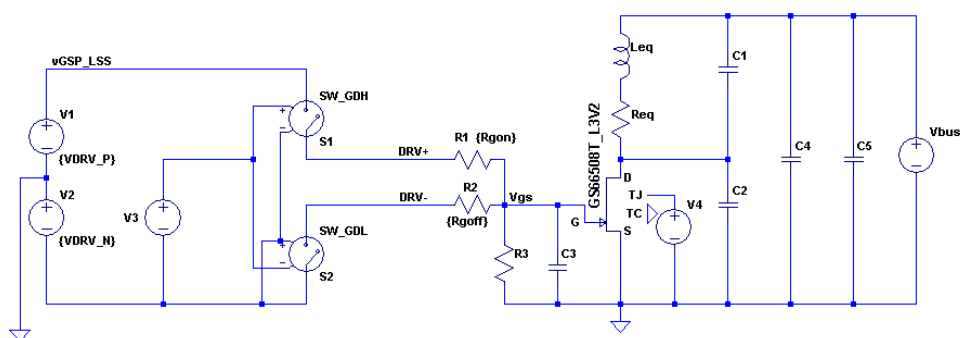 vGSP_LSS
V1
{VDRV_P}
V2
{VDRV_N}
V3
SW_GDH
+
-
S1
DRV+
R1 {Rgon}
DRV-
R2
{Rgoff}
SW_GDL
+
-
S2
Vgs
R3
C3
G
D
S
GS66508T_L3V2
TJ
TC
V4
Leq
Req
C1
C2
C4
C5
Vbus